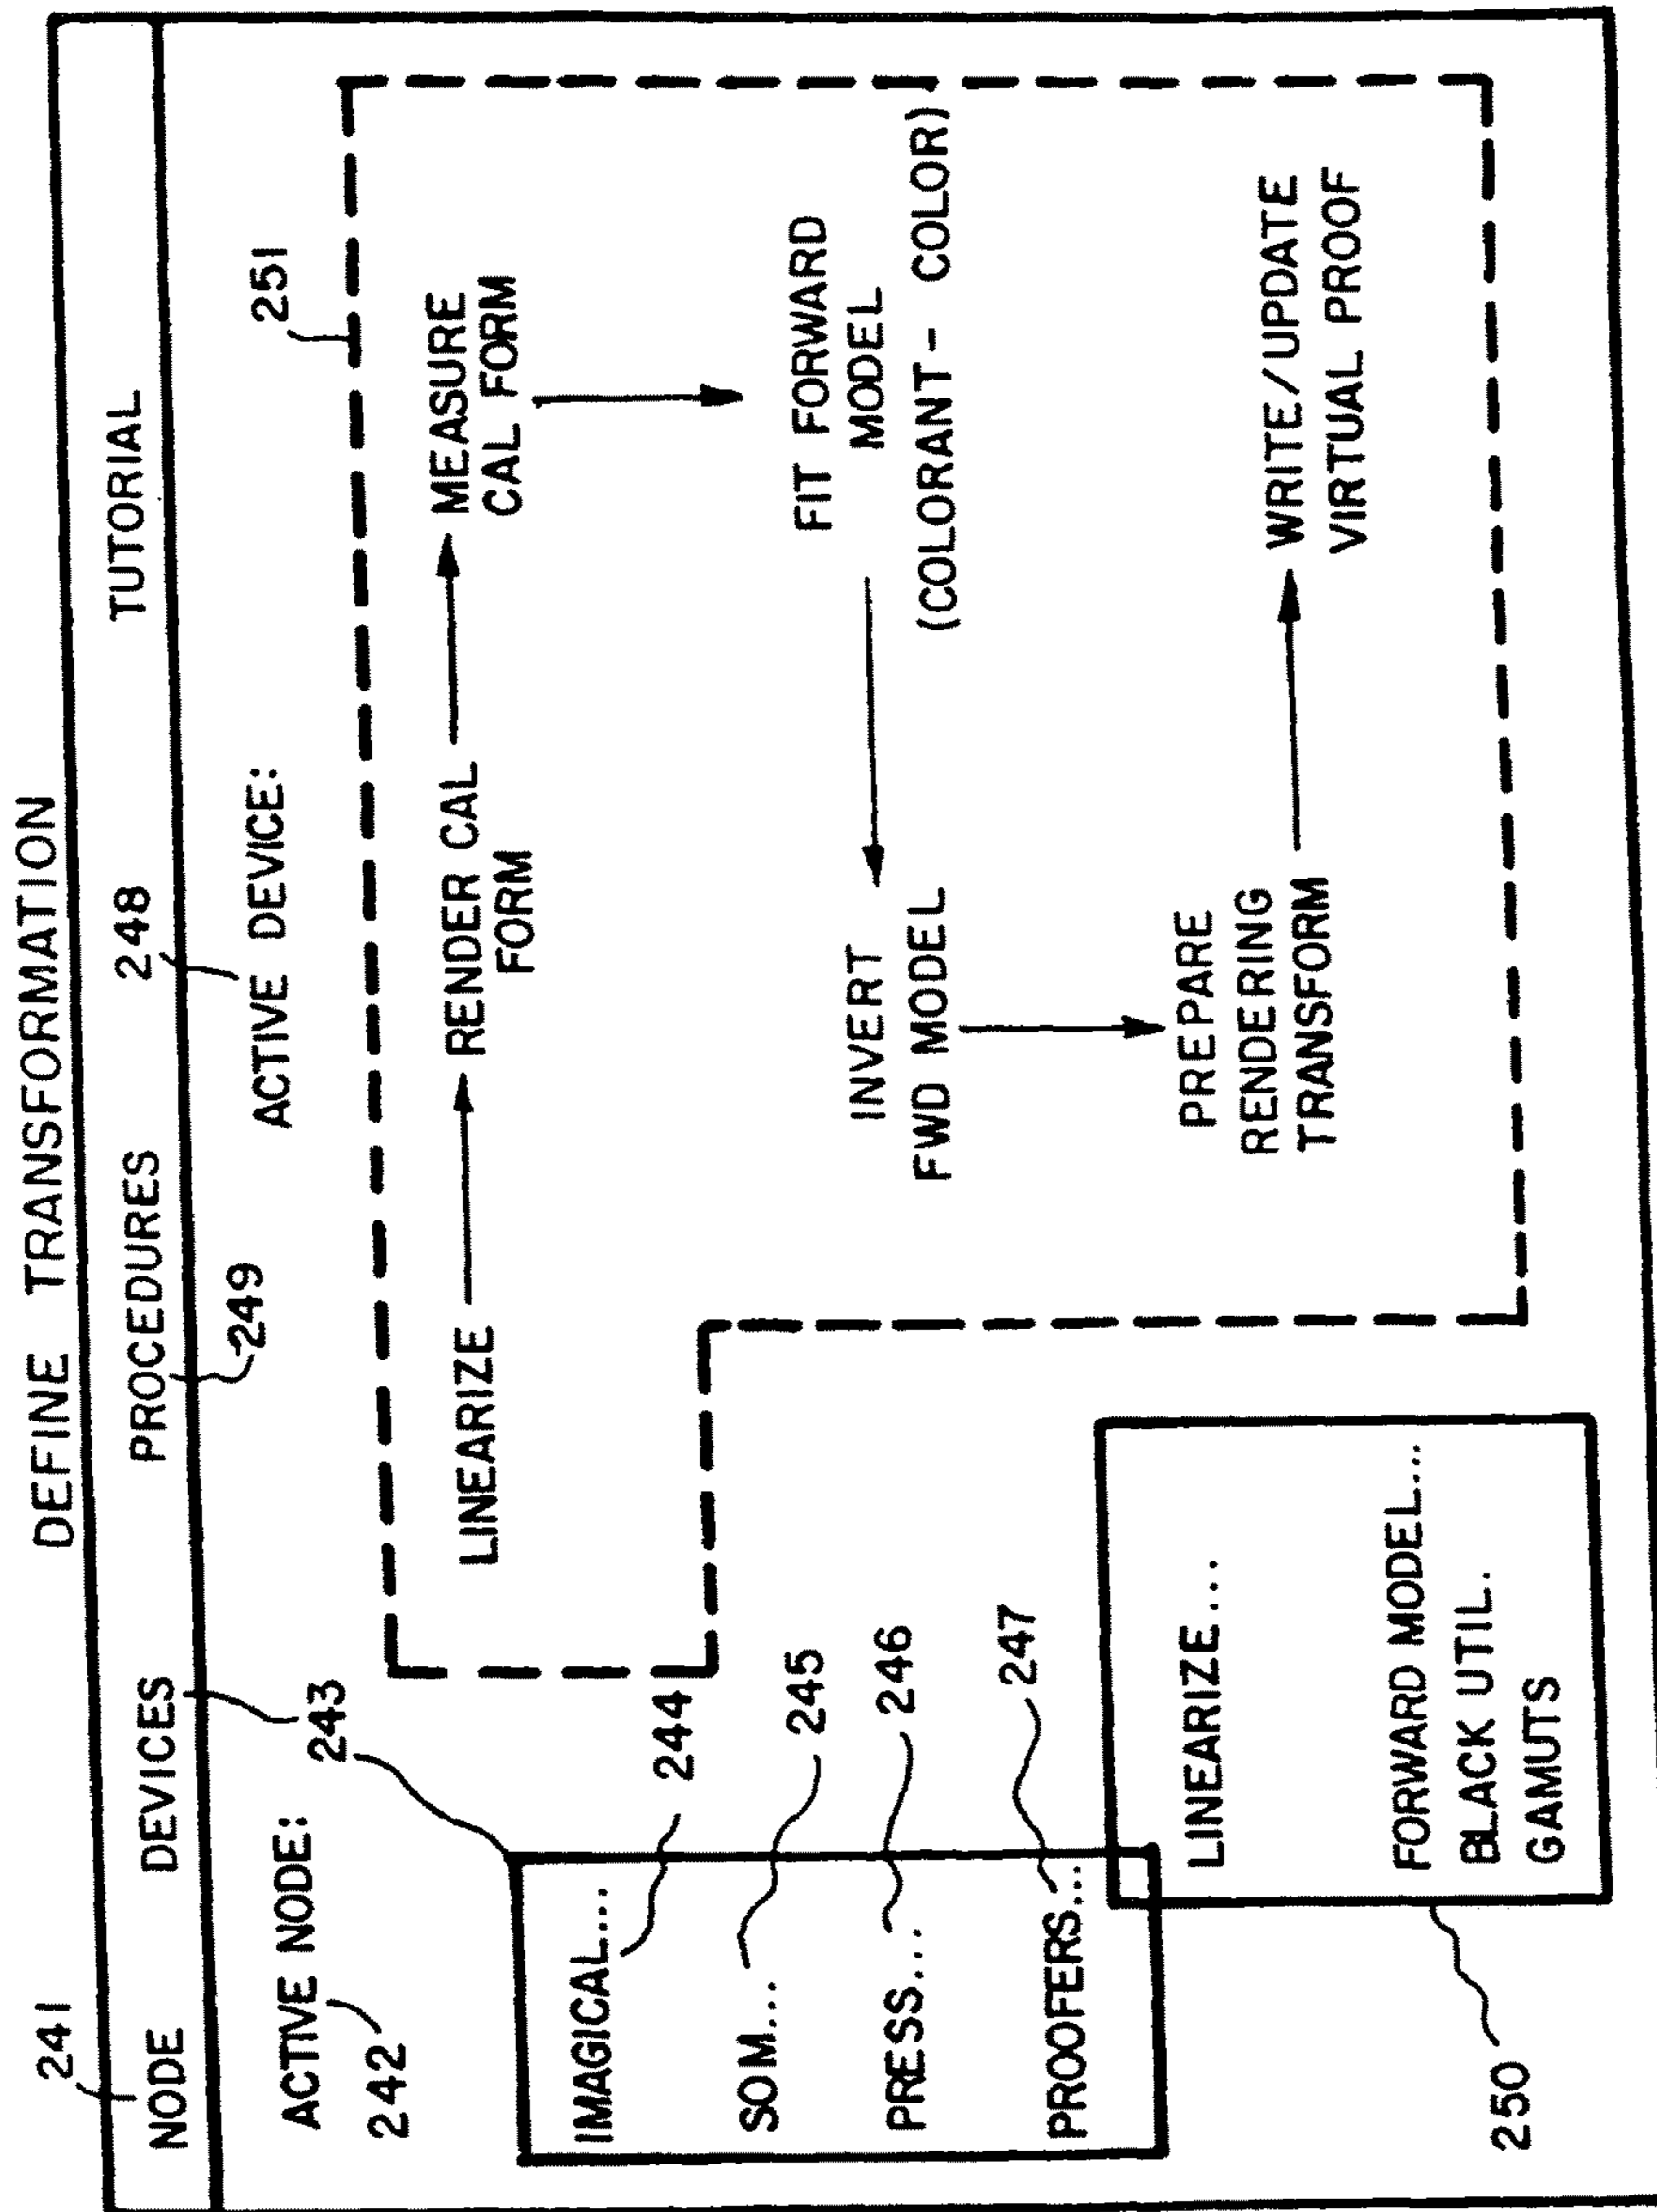 DEFINE TRANSFORMATION
241
NODE
DEVICES
PROCEDURES
248
TUTORIAL
249
ACTIVE NODE:
242
243
ACTIVE DEVICE:
251
IMAGICAL...
244
SOM...
245
PRESS...
246
PROOFERS...
247
LINEARIZE...
FORWARD MODEL...
BLACK UTIL.
GAMUTS
250
LINEARIZE
RENDER CAL
FORM
MEASURE
CAL FORM
FIT FORWARD
MODEL
(COLORANT- COLOR)
INVERT
FWD MODEL
PREPARE
RENDERING
TRANSFORM
WRITE/UPDATE
VIRTUAL PROOF